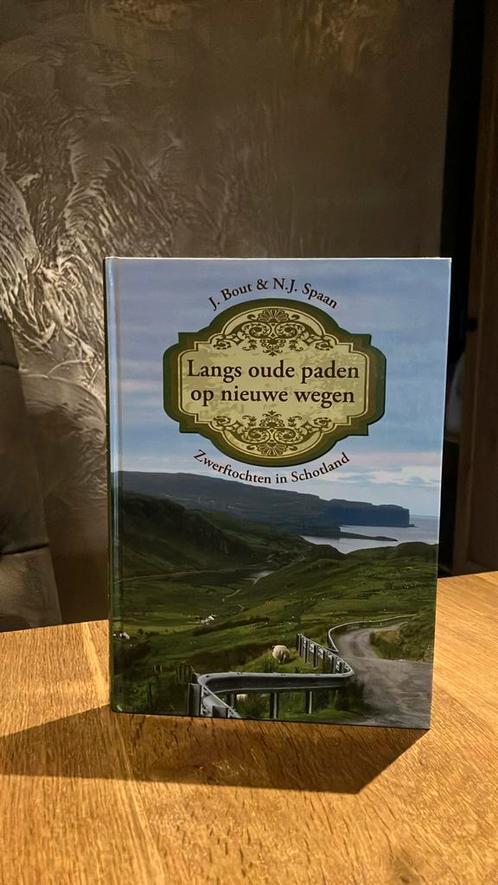 J. Bout & N.J. Spaan
Langs oude paden
op nieuwe wegen
Zwerftochten in Schotland